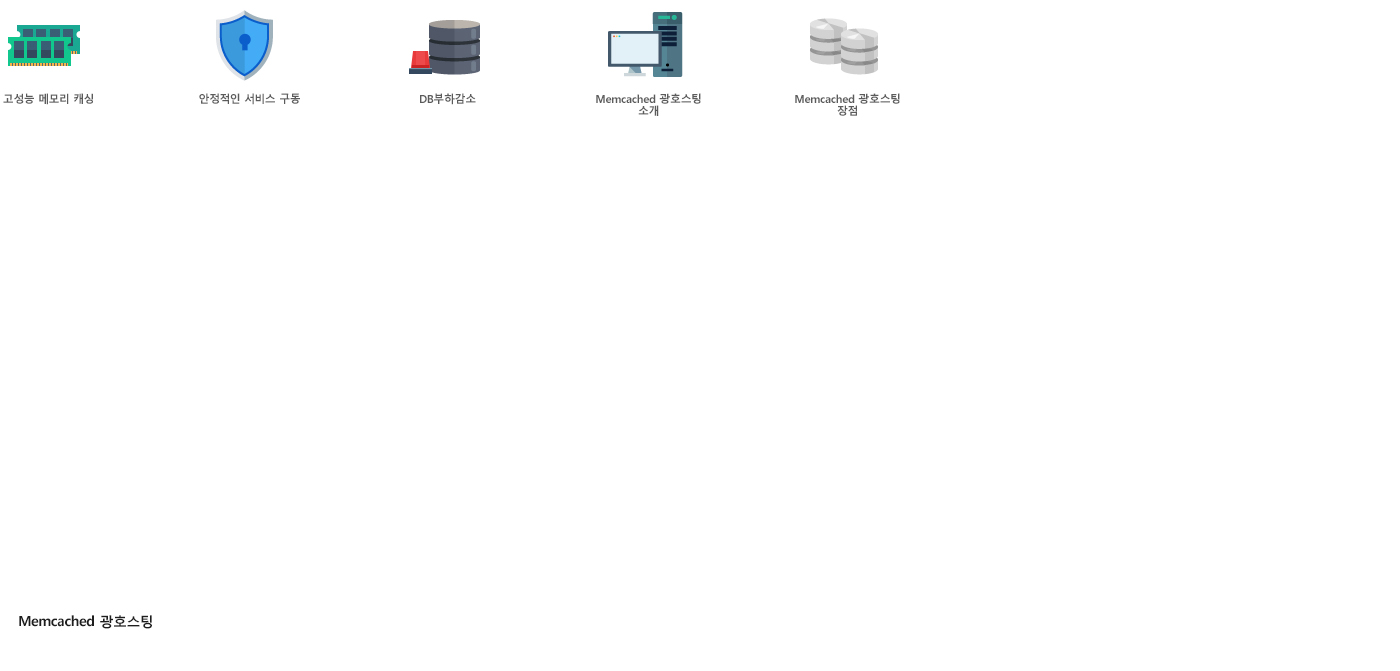 고성능 메모리 캐싱
안정적인 서비스 구동
DB부하감소
Memcached 광호스팅
소개
Memcached 광호스팅
장점
Memcached 광호스팅